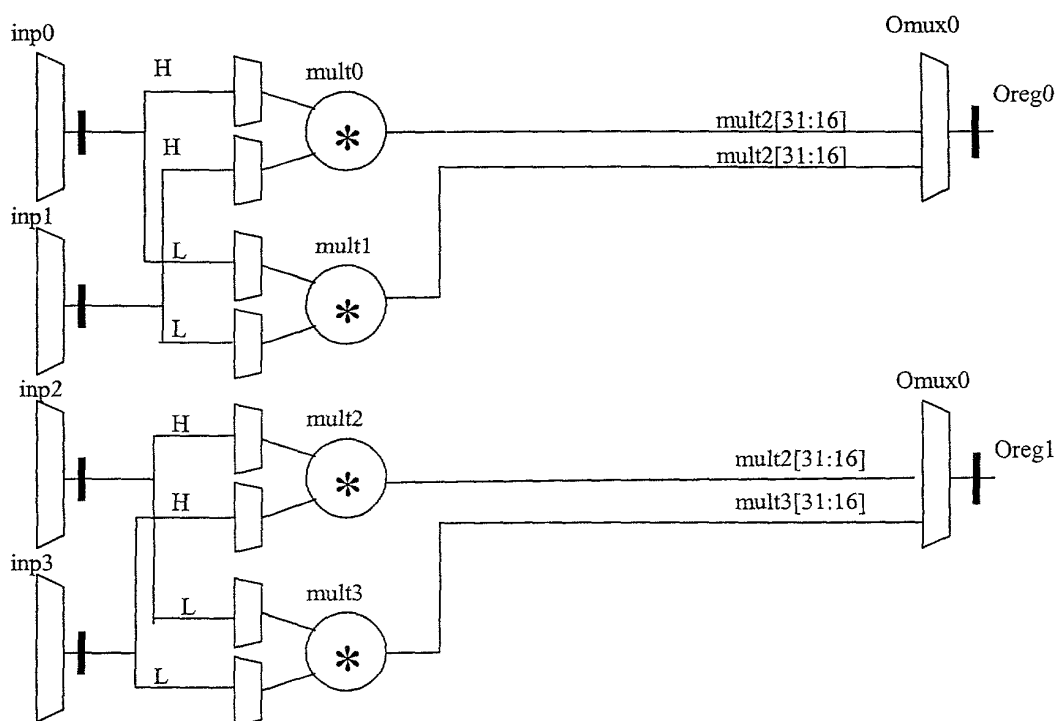 inp0
Omux0
H
mult0
Oreg0
*
mult2[31:16]
H
mult2[31:16]
inp1
L
mult1
*
L
inp2
Omux0
H
mult2
Oreg1
mult2[31:16]
*
H
mult3[31:16]
inp3
mult3
L
*
L